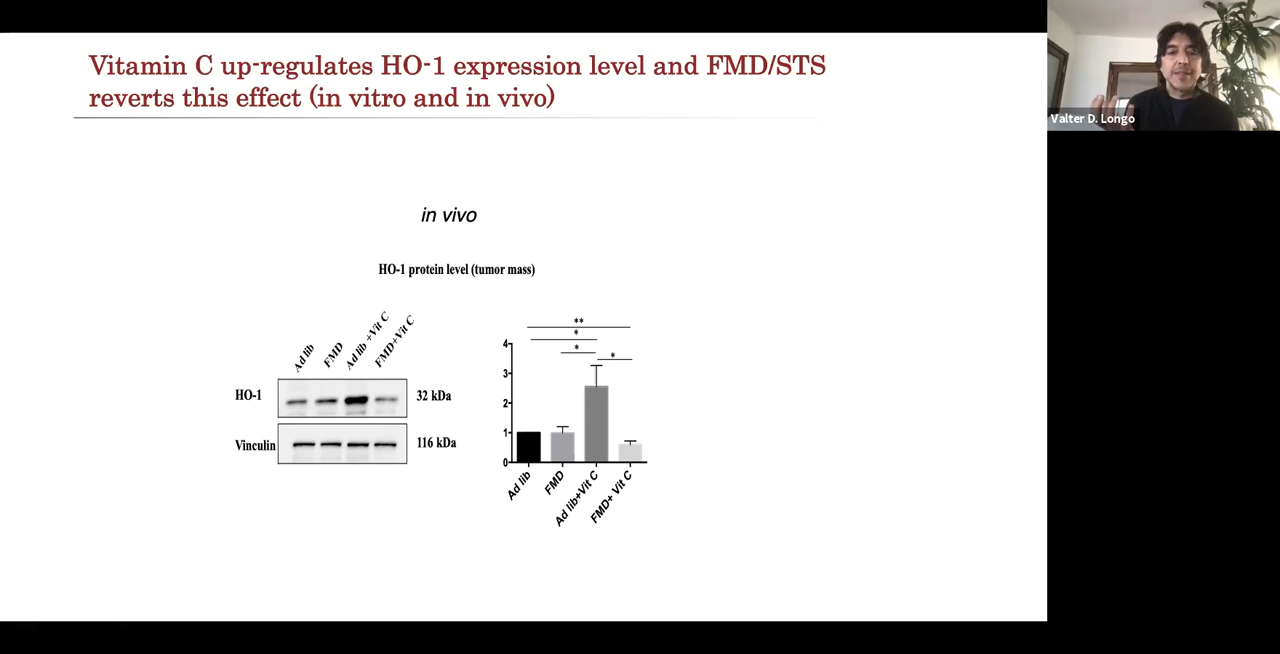 Vitamin C up-regulates HO-1 expression level and FMD/STS
reverts this effect (in vitro and in vivo)
Valter D. Longo
in vivo
HO-1 protein level (tumor mass)
Ad lib
FMD
Ad lib +Vit C
FMD+Vit C
HO-1
32 kDa
Vinculin
116 kDa
**
*
*
*
4
3
2
1
0
Ad lib
FMD
Ad lib+Vit C
FMD+ Vit C